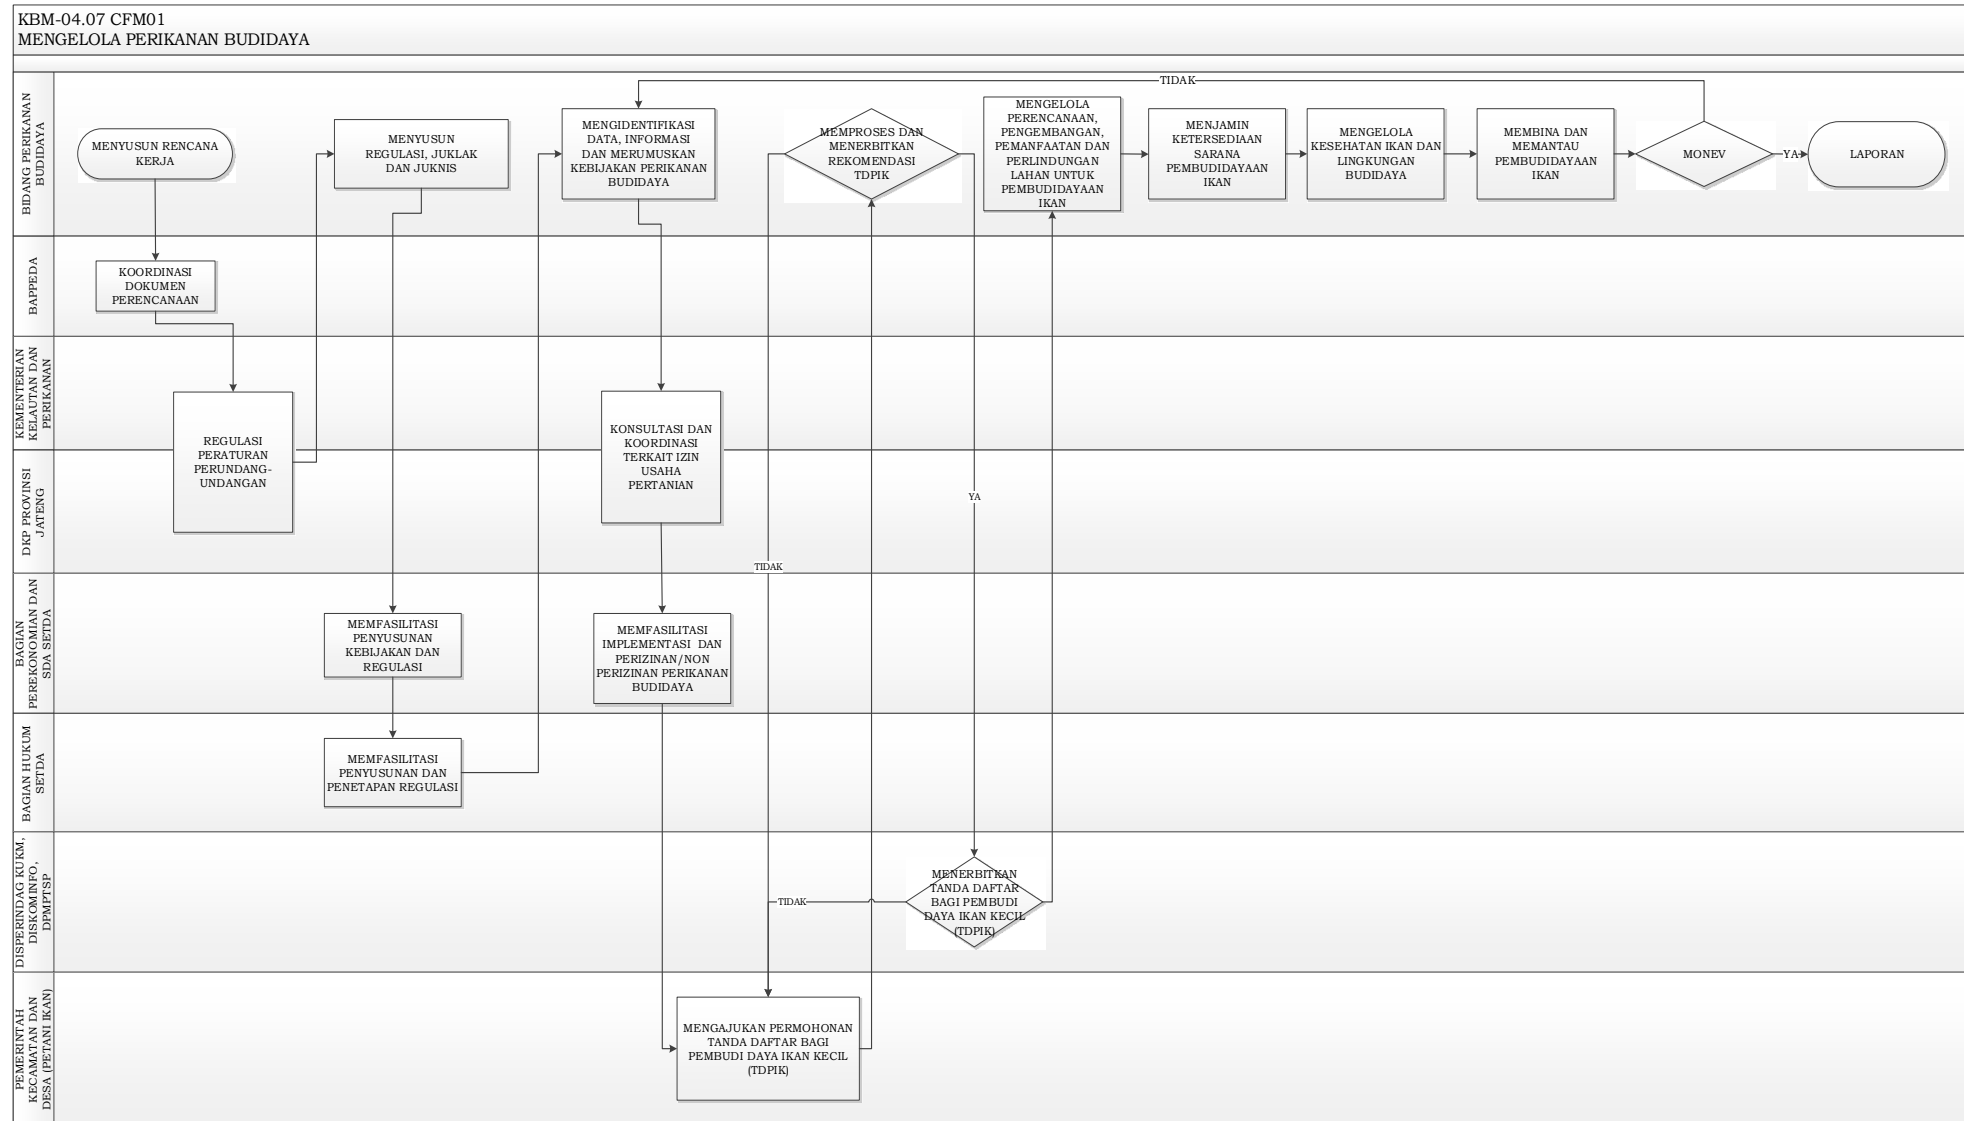 KBM-04.07 CFM01
MENGELOLA PERIKANAN BUDIDAYA
BIDANG PERIKANAN
BUDIDAYA
MENYUSUN RENCANA
KERJA
MENYUSUN
REGULASI, JUKLAK
DAN JUKNIS
MENGIDENTIFIKASI
DATA, INFORMASI
DAN MERUMUSKAN
KEBIJAKAN PERIKANAN
BUDIDAYA
MEMPROSES DAN
MENERBITKAN
REKOMENDASI
TDPIK
MENGELOLA
PERENCANAAN,
PENGEMBANGAN,
PEMANFAATAN DAN
PERLINDUNGAN
LAHAN UNTUK
PEMBUDIDAYAAN
IKAN
MENJAMIN
KETERSEDIAAN
SARANA
PEMBUDIDAYAAN
IKAN
MENGELOLA
KESEHATAN IKAN DAN
LINGKUNGAN
BUDIDAYA
MEMBINA DAN
MEMANTAU
PEMBUDIDAYAAN
IKAN
TIDAK
MONEV
YA
LAPORAN
BAPPEDA
KOORDINASI
DOKUMEN
PERENCANAAN
KEMENTERIAN
KELAUTAN DAN
PERIKANAN
REGULASI
PERATURAN
PERUNDANG-
UNDANGAN
KONSULTASI DAN
KOORDINASI
TERKAIT IZIN
USAHA
PERTANIAN
DKP PROVINSI
JATENG
YA
TIDAK
BAGIAN
PEREKONOMIAN DAN
SDA SETDA
MEMFASILITASI
PENYUSUNAN
KEBIJAKAN DAN
REGULASI
MEMFASILITASI
IMPLEMENTASI DAN
PERIZINAN/NON
PERIZINAN PERIKANAN
BUDIDAYA
BAGIAN HUKUM
SETDA
MEMFASILITASI
PENYUSUNAN DAN
PENETAPAN REGULASI
DISPERINDAG KUKM,
DISKOMINFO,
DPMPTSP
TIDAK
MENERBITKAN
TANDA DAFTAR
BAGI PEMBUDI
DAYA IKAN KECIL
(TDPIK)
PEMERINTAH
KECAMATAN DAN
DESA (PETANI IKAN)
MENGAJUKAN PERMOHONAN
TANDA DAFTAR BAGI
PEMBUDI DAYA IKAN KECIL
(TDPIK)